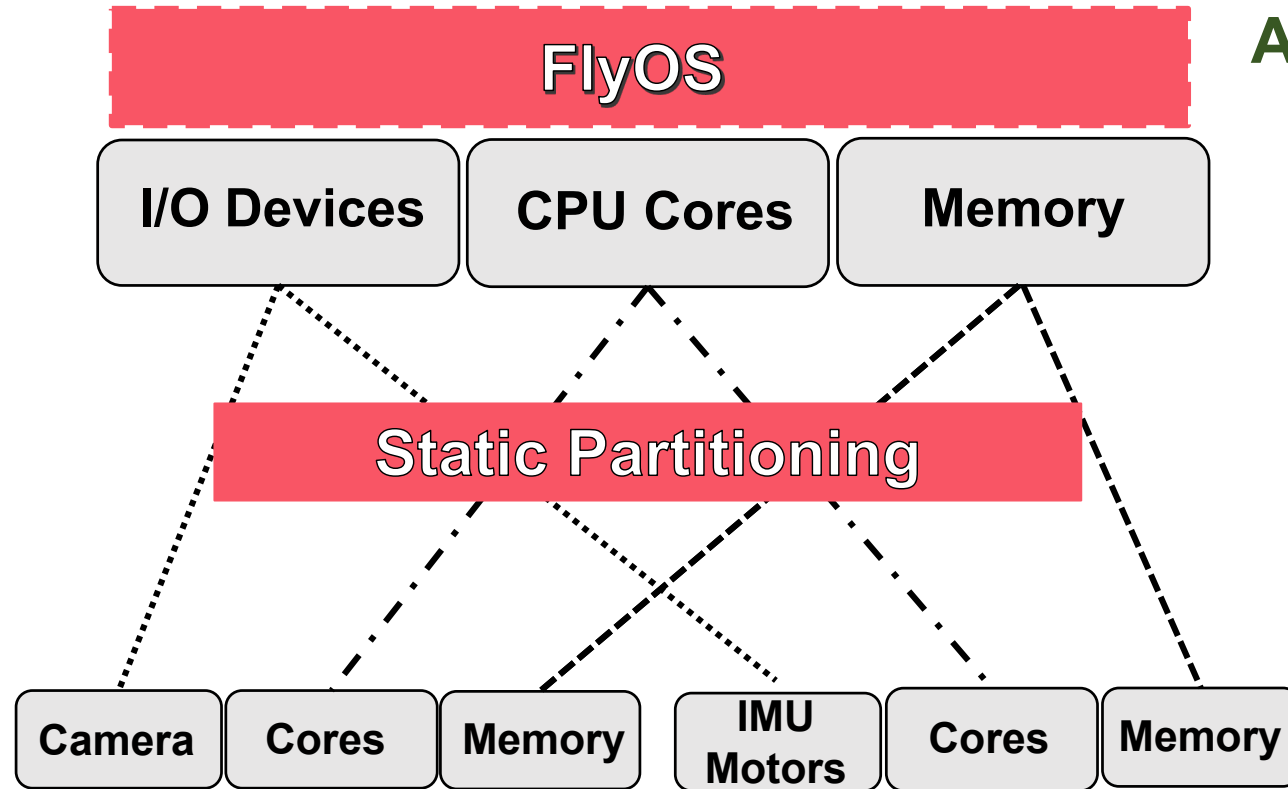 FlyOS
A
I/O Devices
CPU Cores
Memory
Static Partitioning
Camera
Cores
Memory
IMU
Motors
Cores
Memory